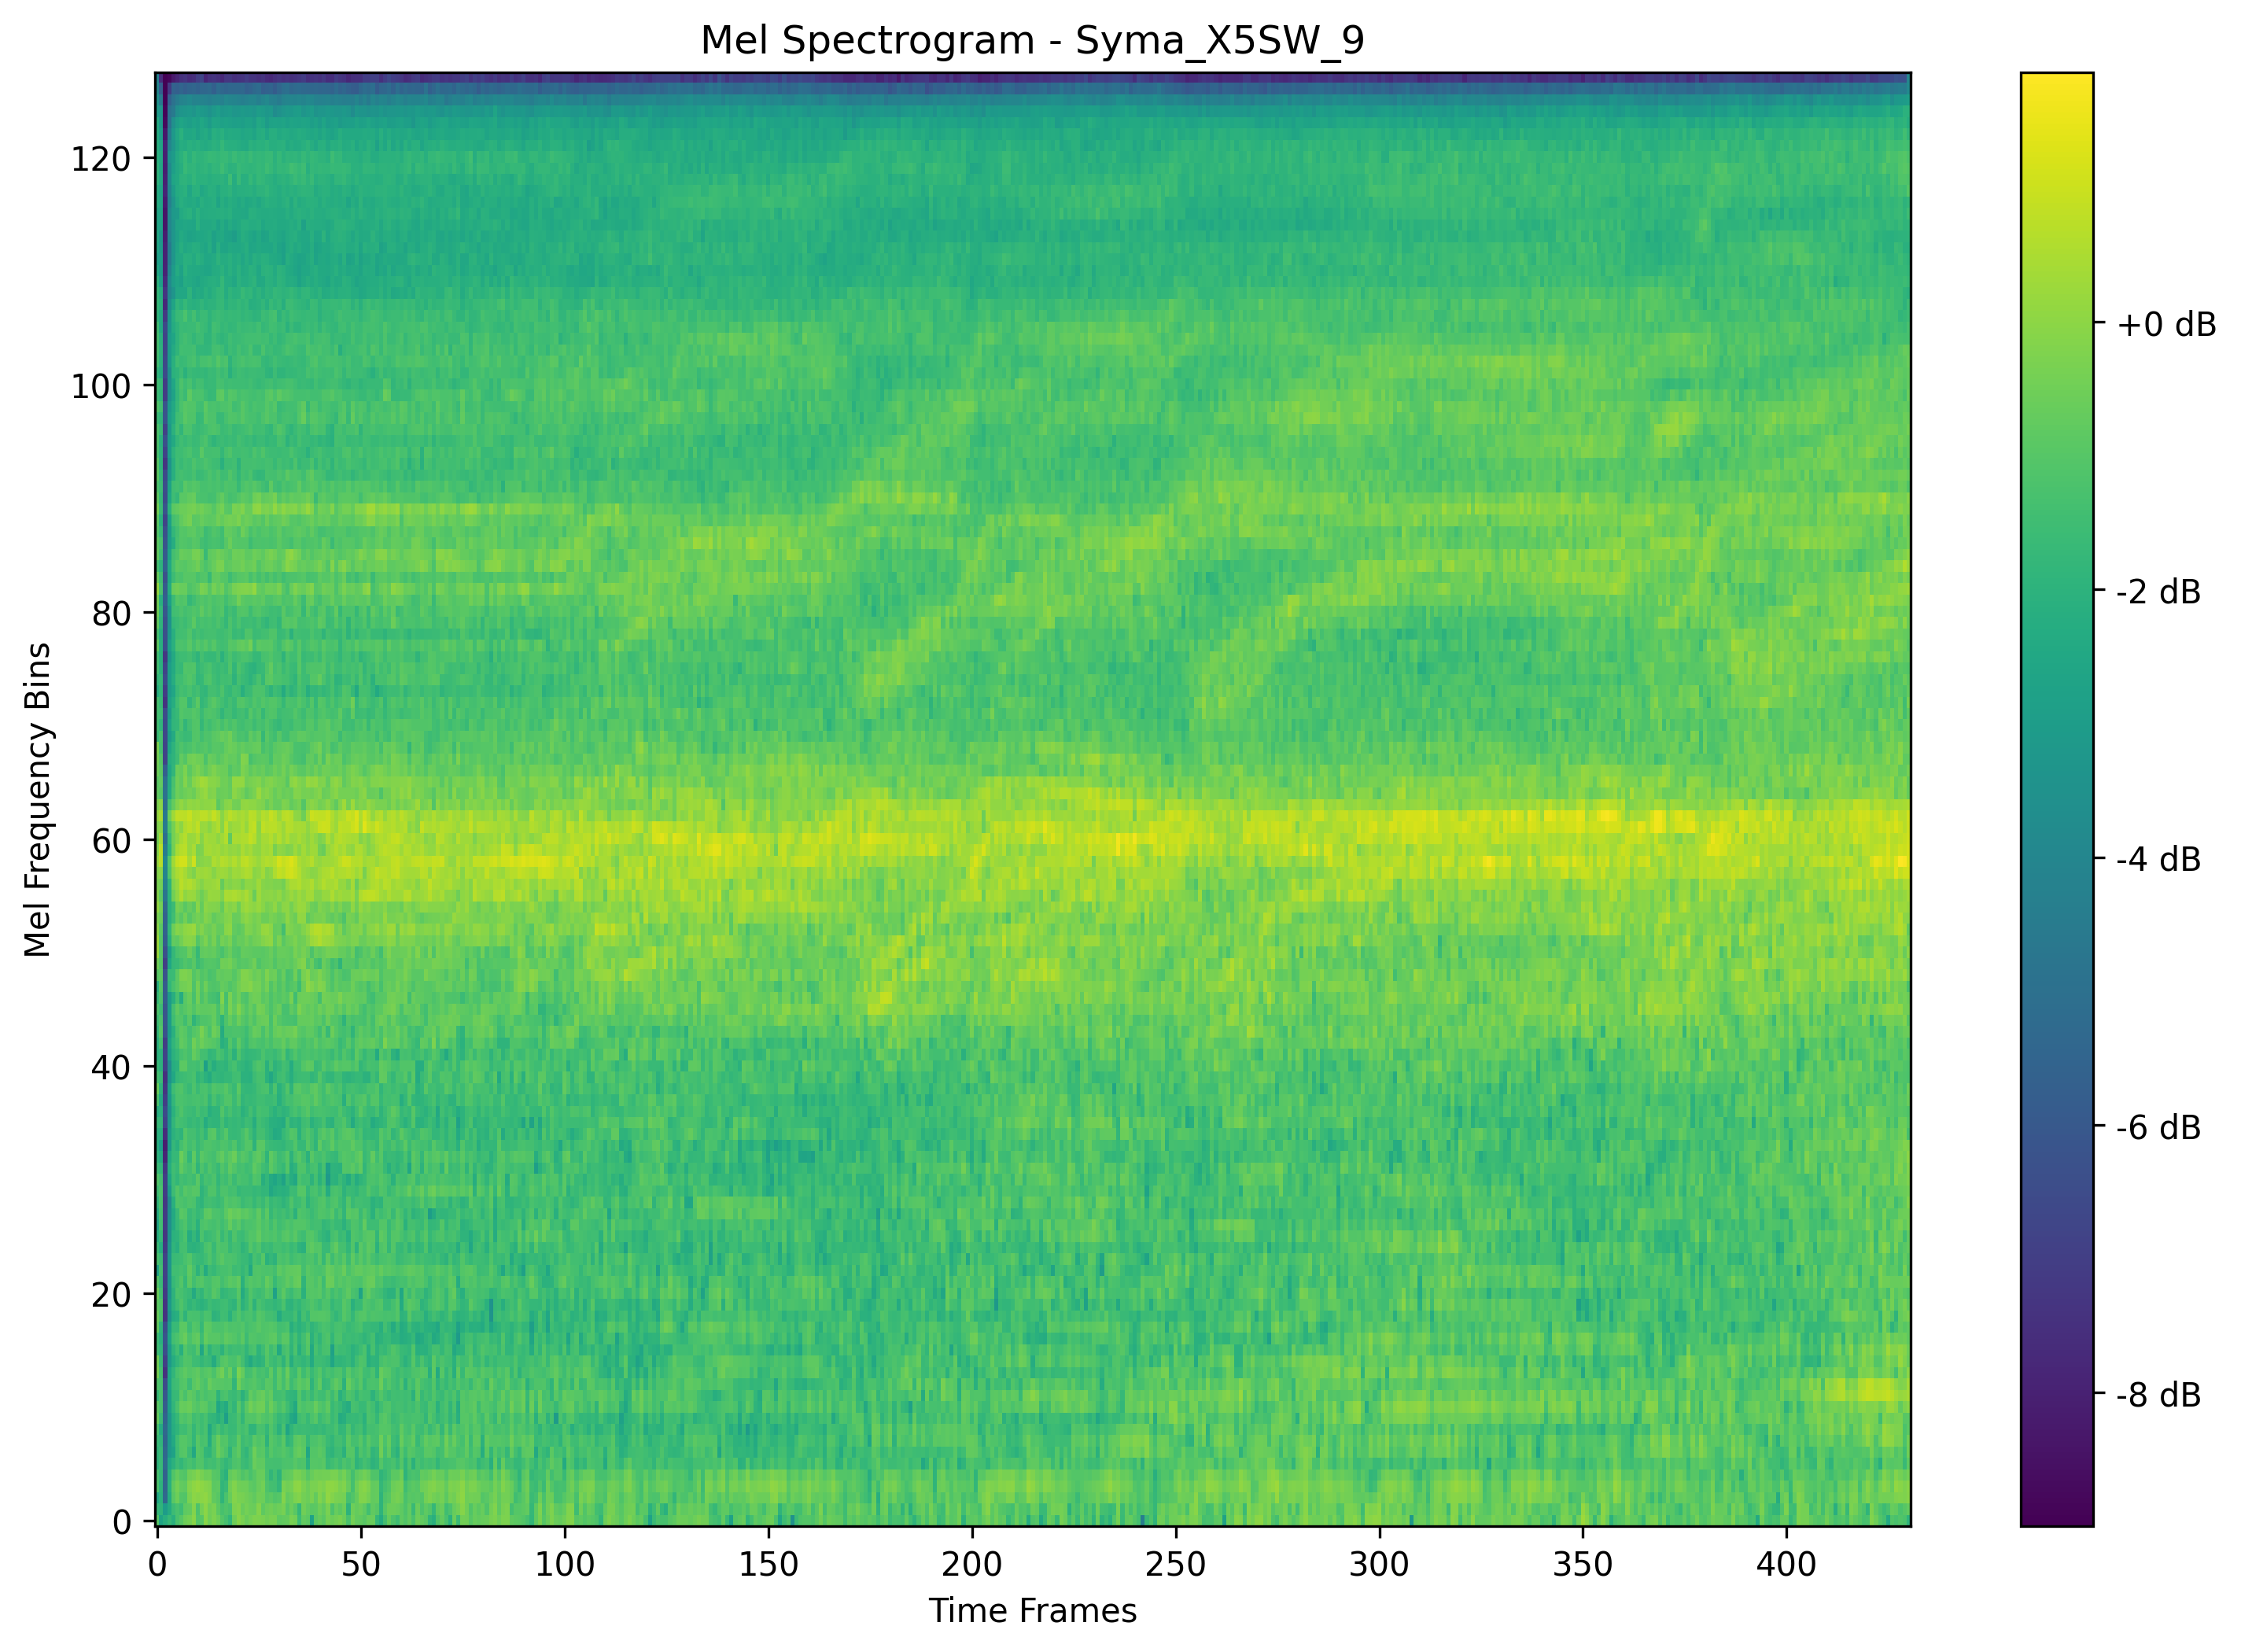 Mel Spectrogram - Syma_X5SW_9
Mel Frequency Bins
120
100
80
60
40
20
0
0 50 100 150 200 250 300 350 400
Time Frames
+0 dB
-2 dB
-4 dB
-6 dB
-8 dB